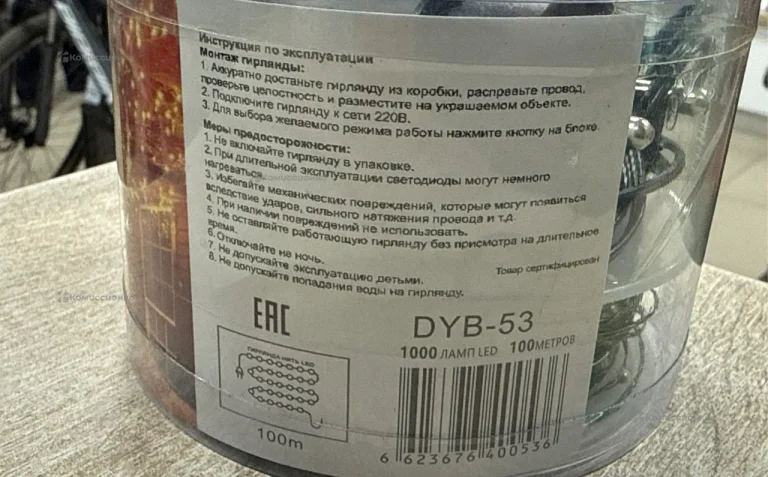 Инструкция по эксплуатации
Монтаж гирлянды:
1. Аккуратно достаньте гирлянду из коробки, расправьте провод,
проверьте целостность и разместите на украшаемом объекте.
2. Подключите гирлянду к сети 220В.
3. Для выбора желаемого режима работы нажмите кнопку на блоке.
Меры предосторожности:
1. Не включайте гирлянду в упаковке.
2. При длительной эксплуатации светодиоды могут немного
нагреваться.
3. Избегайте механических повреждений, которые могут появиться
вследствие ударов, сильного натяжения провода и т.д.
4. При наличии повреждений не использовать.
5. Не оставляйте работающую гирлянду без присмотра на длительное
время.
6. Отключайте на ночь.
7. Не допускайте эксплуатацию детьми.
8. Не допускайте попадания воды на гирлянду.
Товар сертифицирован
EAC
DYB-53
1000 ЛАМП LED 100МЕТРОВ
ГИРЛЯНДА НИТЬ LED
100m
6 623676 400536